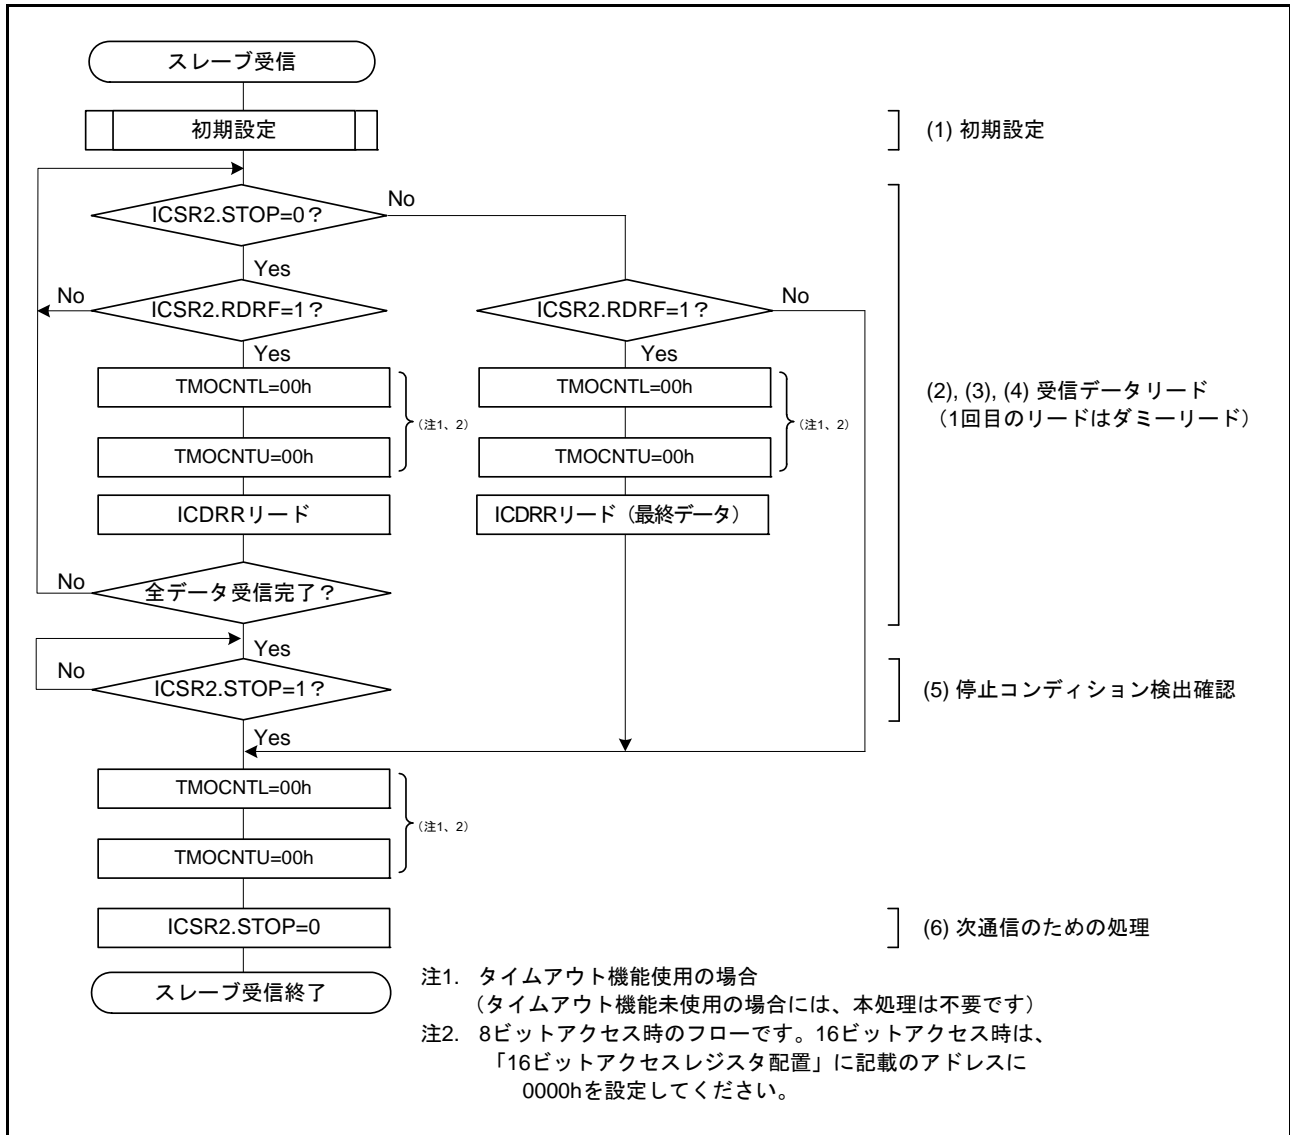 スレーブ受信
初期設定
(1) 初期設定
ICSR2.STOP=0？
No
Yes
No
ICSR2.RDRF=1？
ICSR2.RDRF=1？
No
Yes
Yes
TMOCNTL=00h
TMOCNTL=00h
(2), (3), (4) 受信データリード
（1回目のリードはダミーリード）
（注1、2）
（注1、2）
TMOCNTU=00h
TMOCNTU=00h
ICDRRリード
ICDRRリード（最終データ）
No
全データ受信完了？
Yes
No
ICSR2.STOP=1？
(5) 停止コンディション検出確認
Yes
TMOCNTL=00h
（注1、2）
TMOCNTU=00h
ICSR2.STOP=0
(6) 次通信のための処理
スレーブ受信終了
注1. タイムアウト機能使用の場合
（タイムアウト機能未使用の場合には、本処理は不要です）
注2. 8ビットアクセス時のフローです。16ビットアクセス時は、
「16ビットアクセスレジスタ配置」に記載のアドレスに
0000hを設定してください。